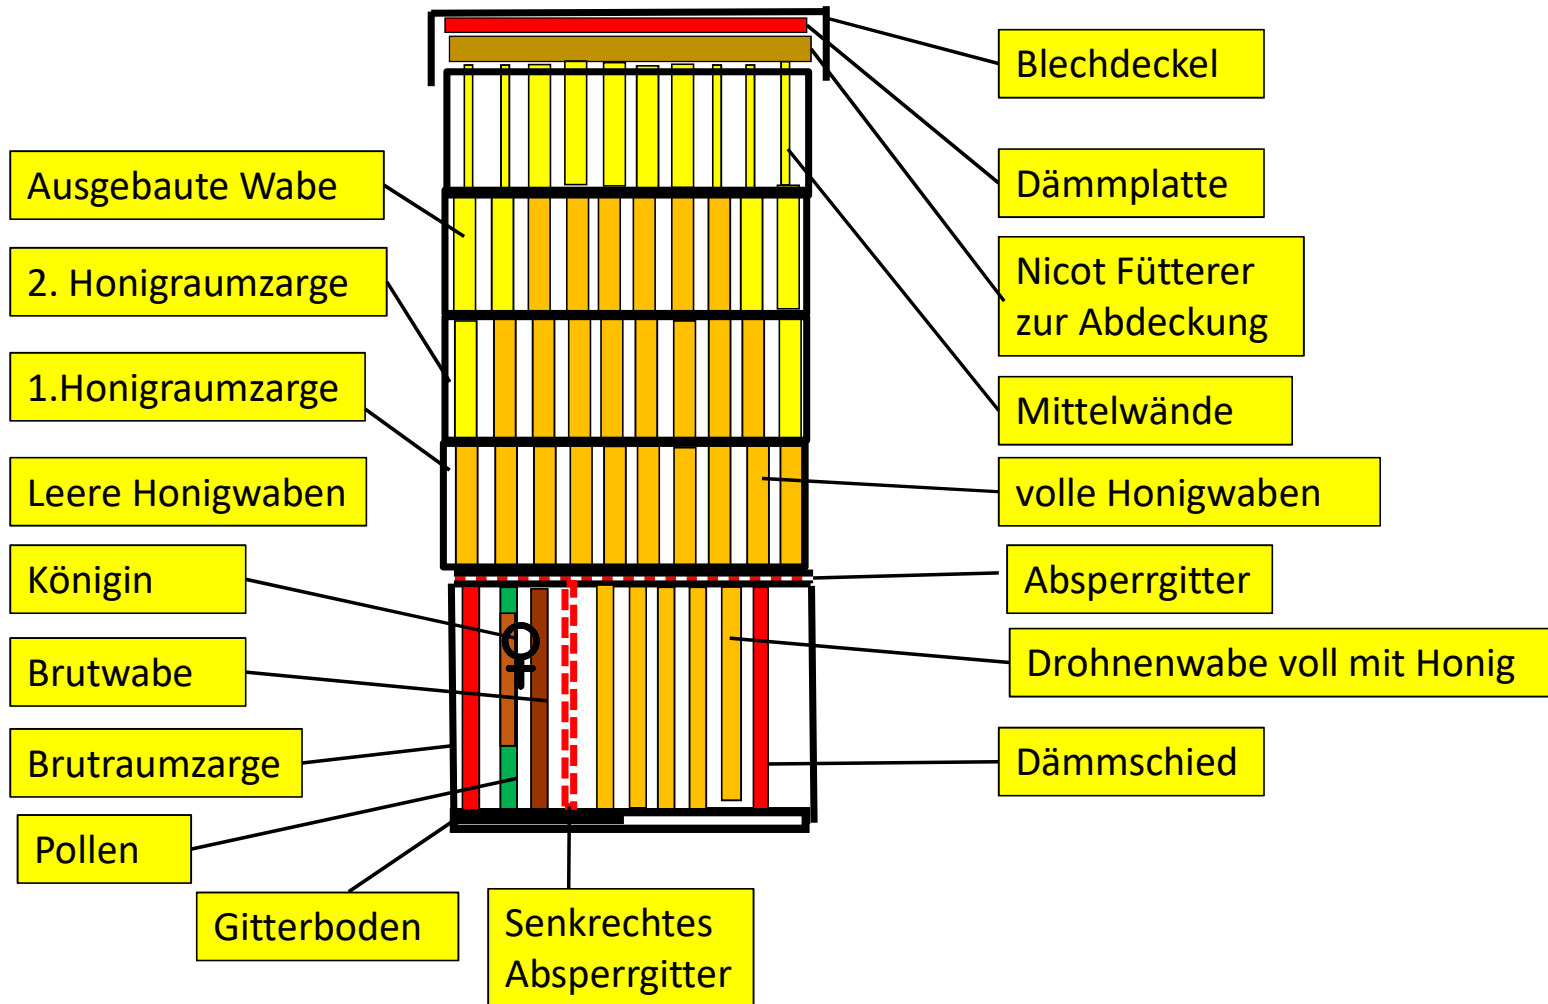 Blechdeckel
Ausgebaute Wabe
Dämmplatte
2. Honigraumzarge
Nicot Fütterer
zur Abdeckung
1.Honigraumzarge
Mittelwände
Leere Honigwaben
volle Honigwaben
Königin
Absperrgitter
Brutwabe
Drohnenwabe voll mit Honig
Brutraumzarge
Dämmschied
Pollen
Gitterboden
Senkrechtes
Absperrgitter